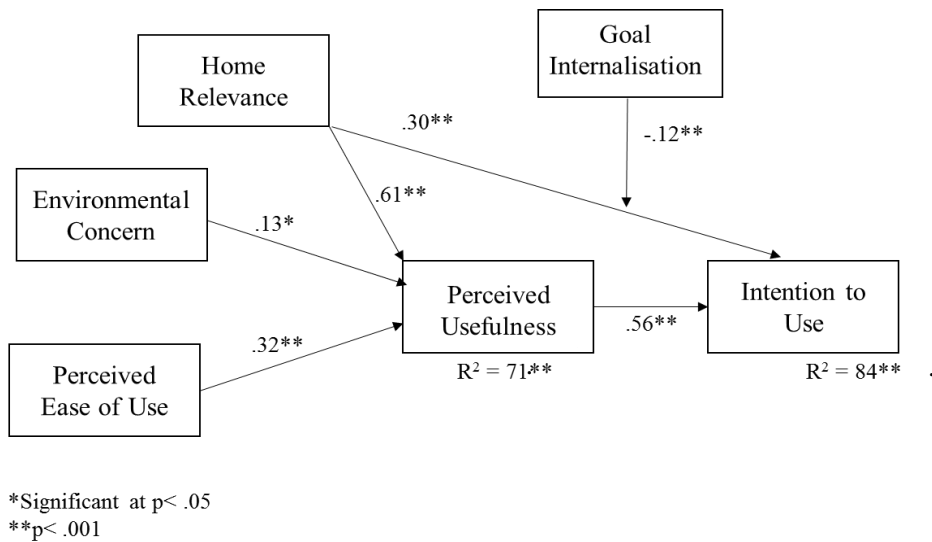 Goal
Internalisation
Home
Relevance
.30**
-.12**
Environmental
Concern
.61**
.13*
Perceived
Usefulness
Intention to
Use
.56**
.32**
Perceived
Ease of Use
R² = 71**
R² = 84**
*Significant at p< .05
**p< .001